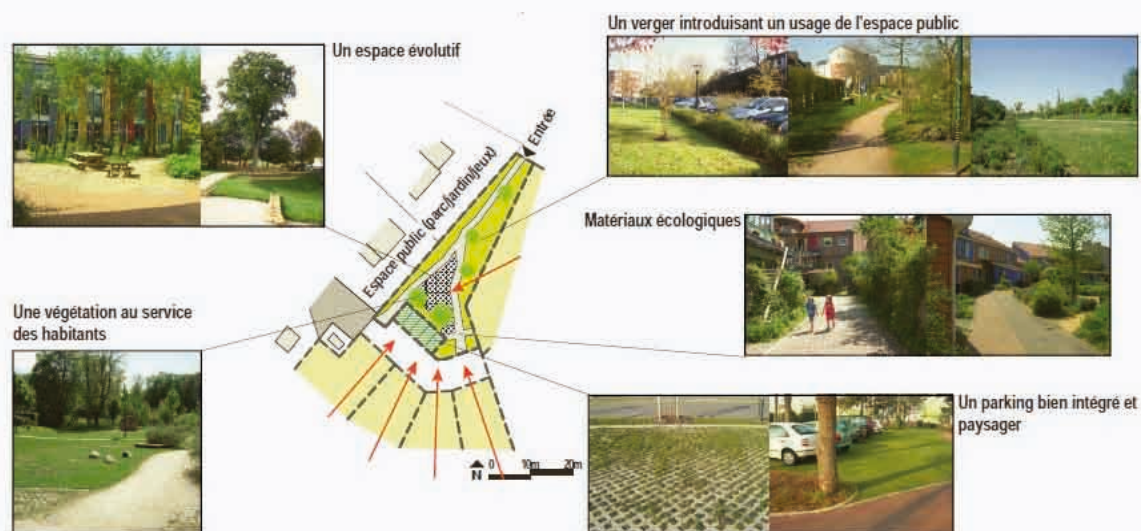 Un verger introduisant un usage de l'espace public
Un espace évolutif
Entrée
Espace public (parc/jardin/jeux)
Matériaux écologiques
Une végétation au service
des habitants
Un parking bien intégré et
paysager
N
0 10m 20m